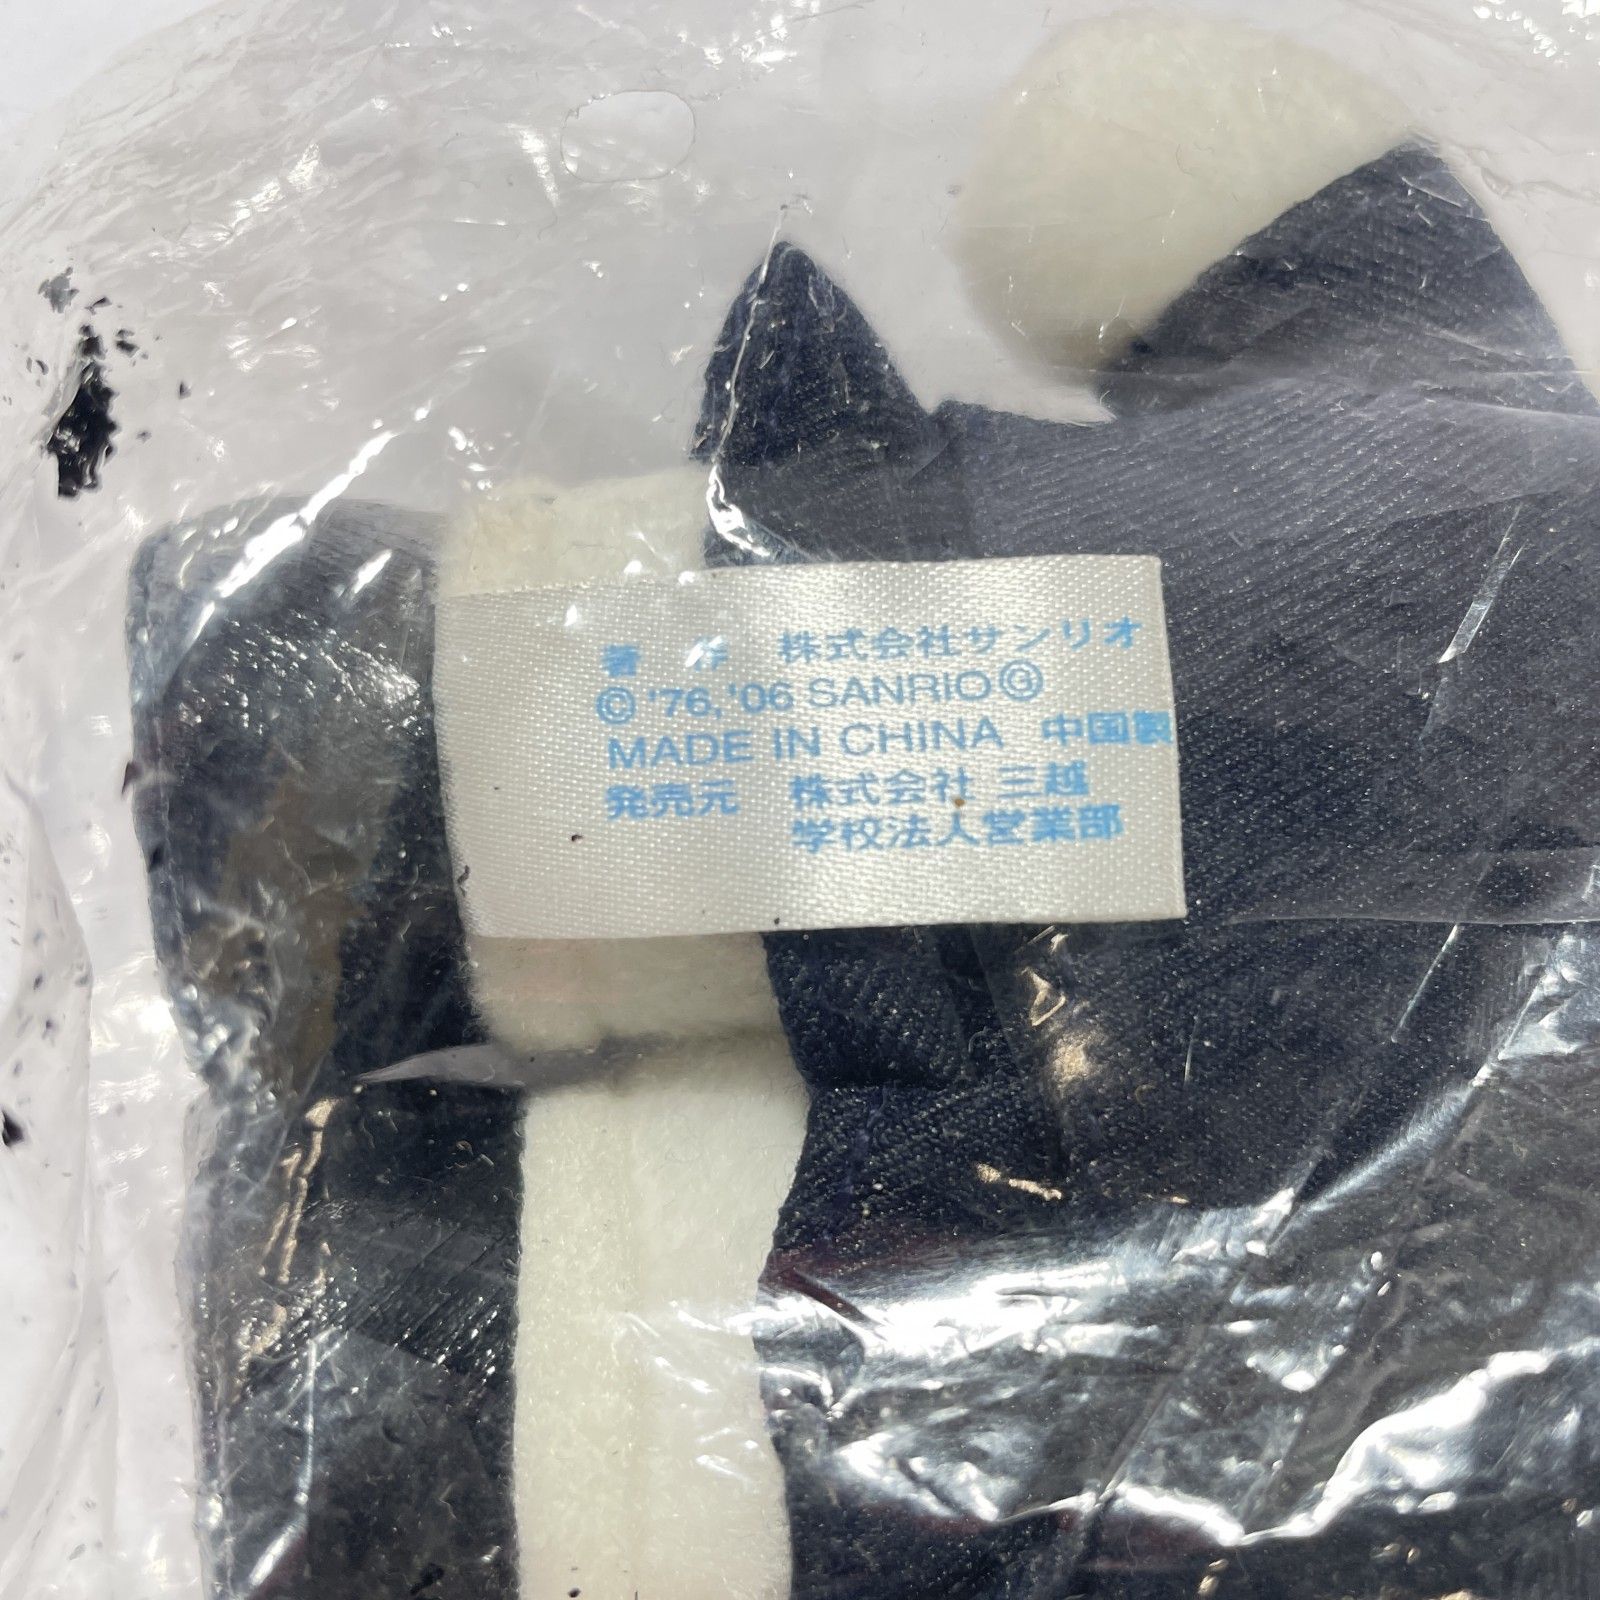 著 作 株式会社サンリオ
© '76, '06 SANRIO Ⓖ
MADE IN CHINA 中国製
発売元 株式会社 三越
学校法人営業部